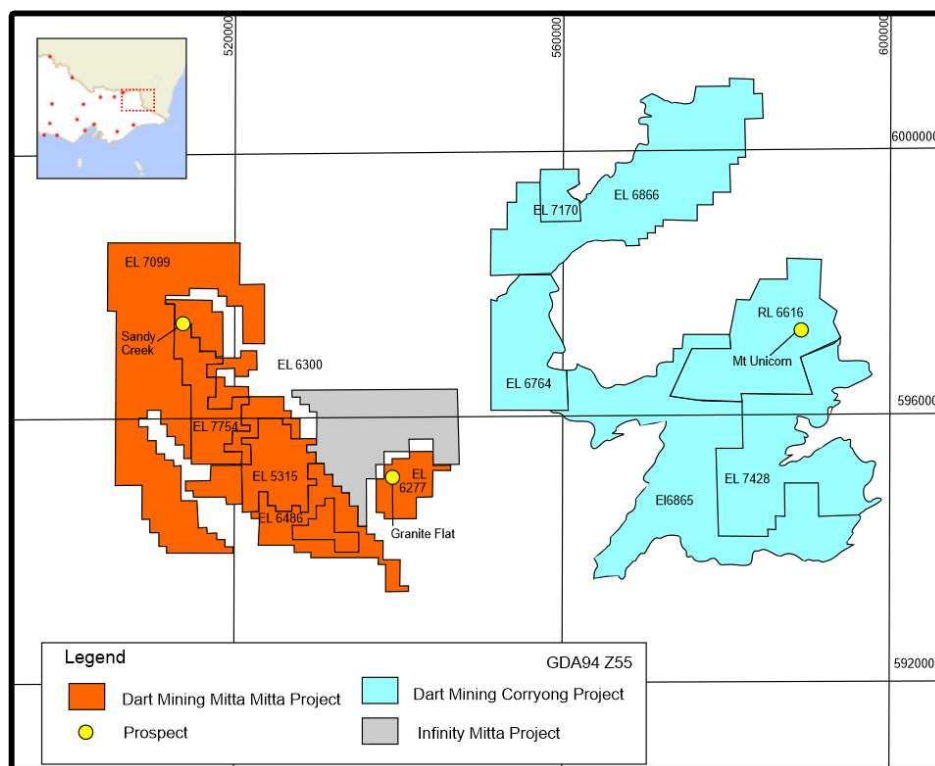 520000
560000
600000
6000000
EL 6866
EL 7170
EL 7099
RL 6616
Sandy
Creek
Mt Unicorn
EL 6300
EL 6764
596000
EL 7754
EL 5315
EL
6277
EL 7428
El6865
EL 6486
Granite Flat
Legend
GDA94 Z55
592000
Dart Mining Mitta Mitta Project
Dart Mining Corryong Project
Prospect
Infinity Mitta Project